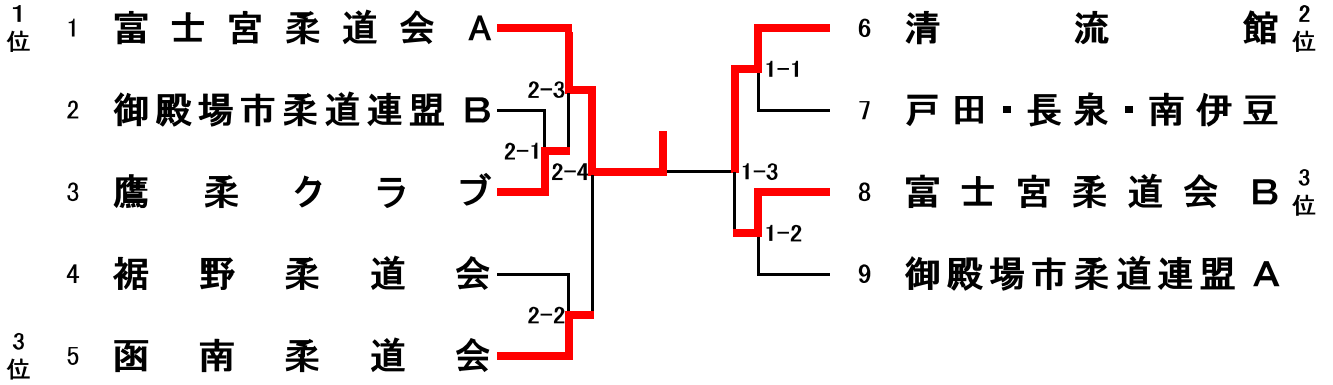 1位 1 富士宮柔道会A
2 御殿場市柔道連盟B
3 鷹柔クラブ
4 裾野柔道会
3位 5 函南柔道会
2-3
2-1
2-4
2-2
1-1
1-3
1-2
6 清流館 2位
7 戸田・長泉・南伊豆
8 富士宮柔道会B 3位
9 御殿場市柔道連盟A